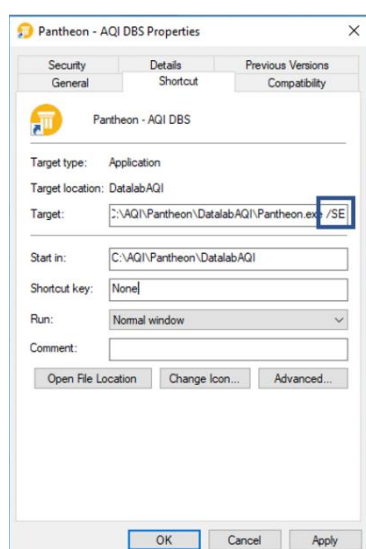 Pantheon - AQI DBS Properties
Security Details Previous Versions
General Shortcut Compatibility
Pantheon - AQI DBS
Target type: Application
Target location: DatalabAQI
Target: C:\AQI\Pantheon\DatalabAQI\Pantheon.exe /SE
Start in: C:\AQI\Pantheon\DatalabAQI
Shortcut key: None
Run: Normal window
Comment:
Open File Location Change Icon... Advanced...
OK Cancel Apply